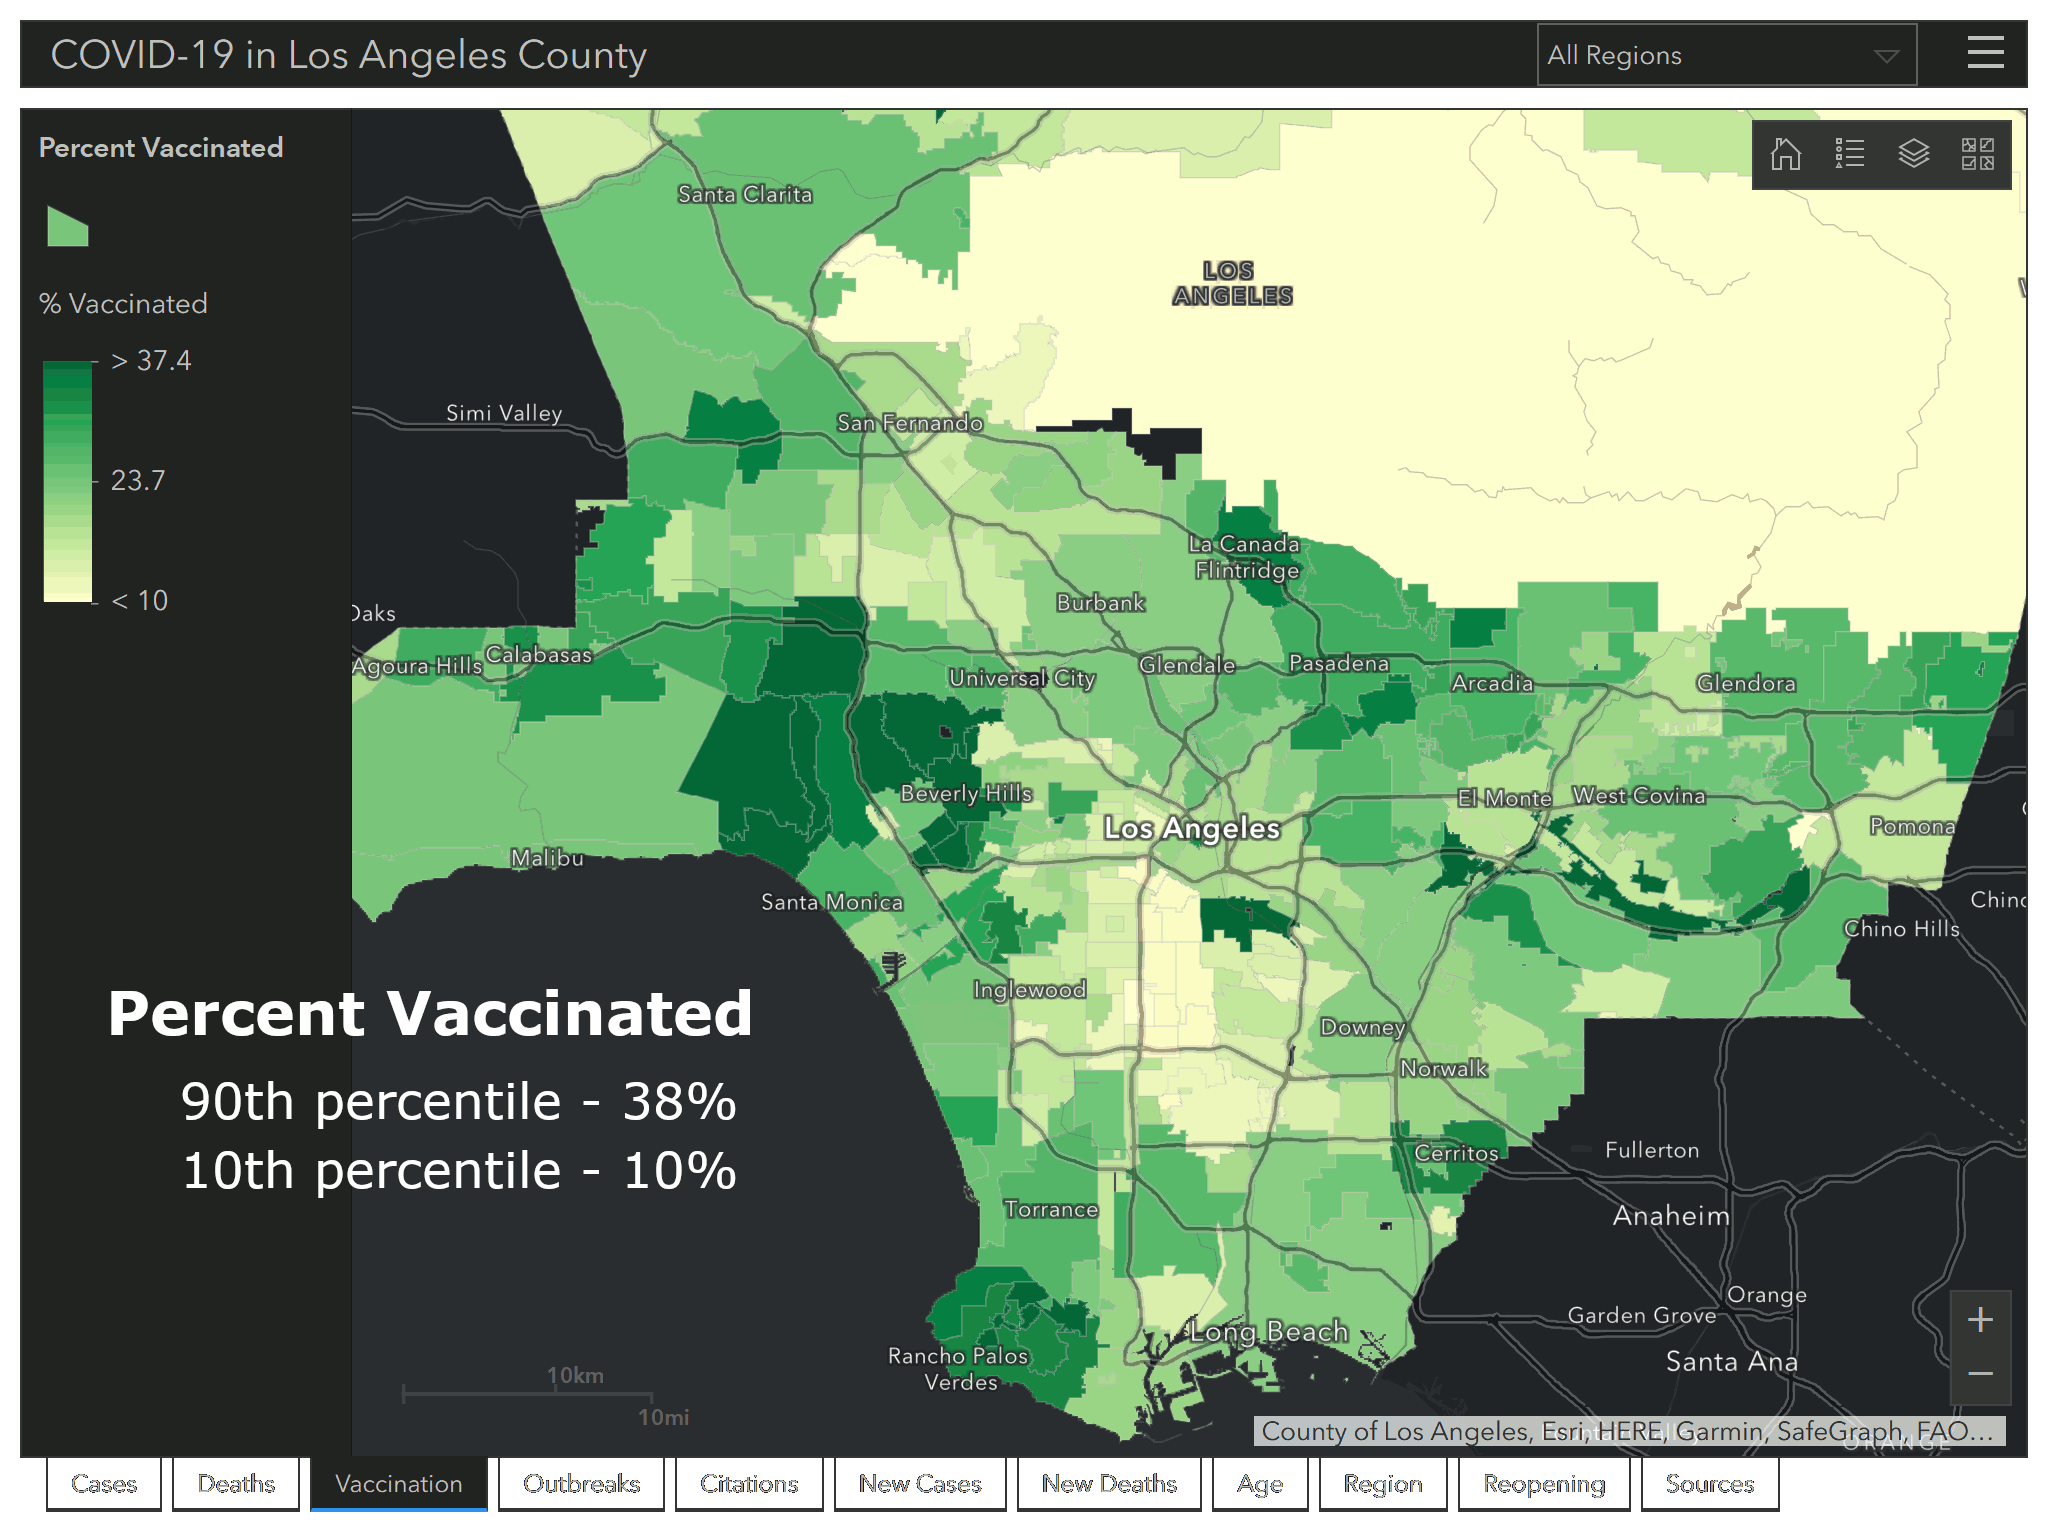 COVID-19 in Los Angeles County
All Regions
Percent Vaccinated
% Vaccinated
> 37.4
23.7
< 10
Santa Clarita
LOS
ANGELES
Simi Valley
San Fernando
La Canada
Flintridge
Burbank
Oaks
Agoura Hills
Calabasas
Universal City
Glendale
Pasadena
Arcadia
Glendora
Beverly Hills
El Monte
West Covina
Los Angeles
Pomona
Malibu
Santa Monica
Chino Hills
Inglewood
Downey
Norwalk
Percent Vaccinated
90th percentile - 38%
10th percentile - 10%
Cerritos
Fullerton
Torrance
Anaheim
Orange
Garden Grove
Long Beach
Rancho Palos
Verdes
Santa Ana
10km
10mi
+
−
County of Los Angeles, Esri, HERE, Garmin, SafeGraph, FAO...
ORANGE
Cases
Deaths
Vaccination
Outbreaks
Citations
New Cases
New Deaths
Age
Region
Reopening
Sources